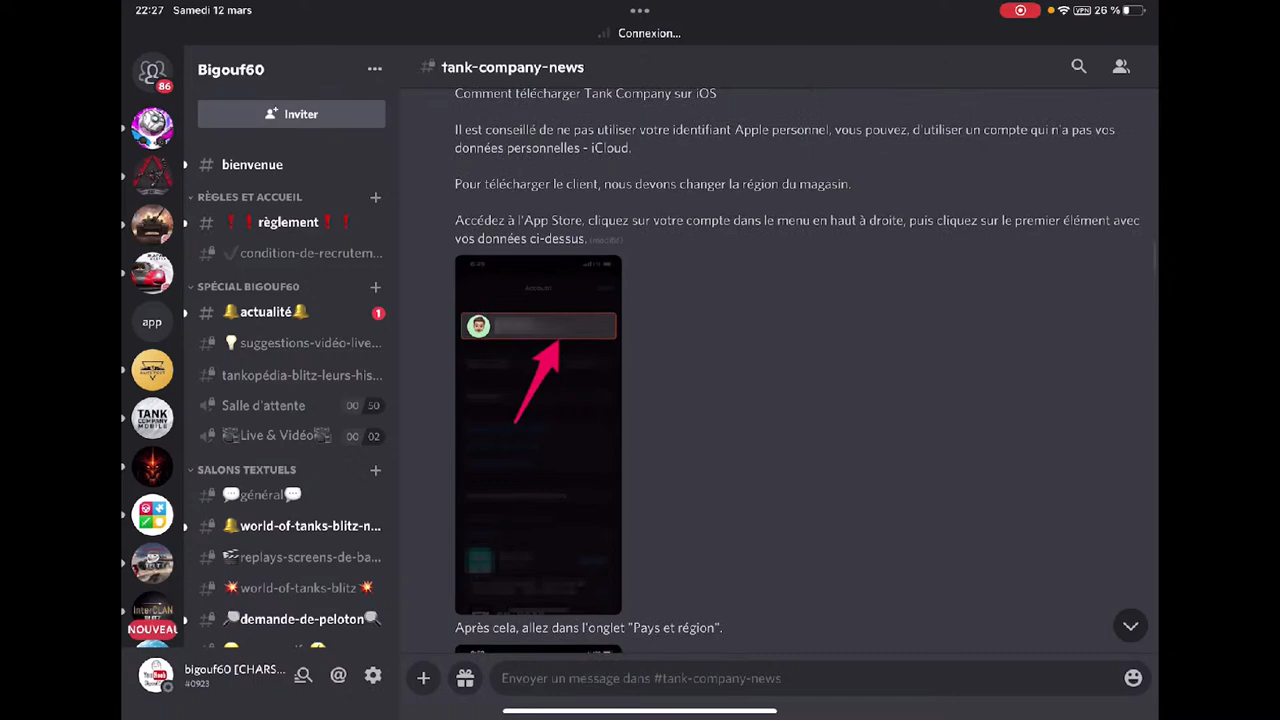 22:27 Samedi 12 mars
VPN 26 %
Connexion...
86
Bigouf60
Inviter
# bienvenue
RÈGLES ET ACCUEIL
# ❗❗règlement❗❗
✓condition-de-recrutem...
SPÉCIAL BIGOUF60
# 🔔actualité🔔 1
💡suggestions-vidéo-live...
app
tankopédia-blitz-leurs-his...
Salle d'attente 00 50
Live & Vidéo 00 02
TANK
COMPANY
MOBILE
SALONS TEXTUELS
💬général💬
🔔world-of-tanks-blitz-n...
🎬replays-screens-de-ba...
💥world-of-tanks-blitz💥
InterCLAN
NOUVEAU
demande-de-peloton
bigouf60 [CHARS...
#0923
# tank-company-news
Comment télécharger Tank Company sur iOS
Il est conseillé de ne pas utiliser votre identifiant Apple personnel, vous pouvez, d'utiliser un compte qui n'a pas vos
données personnelles - iCloud.
Pour télécharger le client, nous devons changer la région du magasin.
Accédez à l'App Store, cliquez sur votre compte dans le menu en haut à droite, puis cliquez sur le premier élément avec
vos données ci-dessus. (modifié)
Account
Après cela, allez dans l'onglet "Pays et région".
Envoyer un message dans #tank-company-news